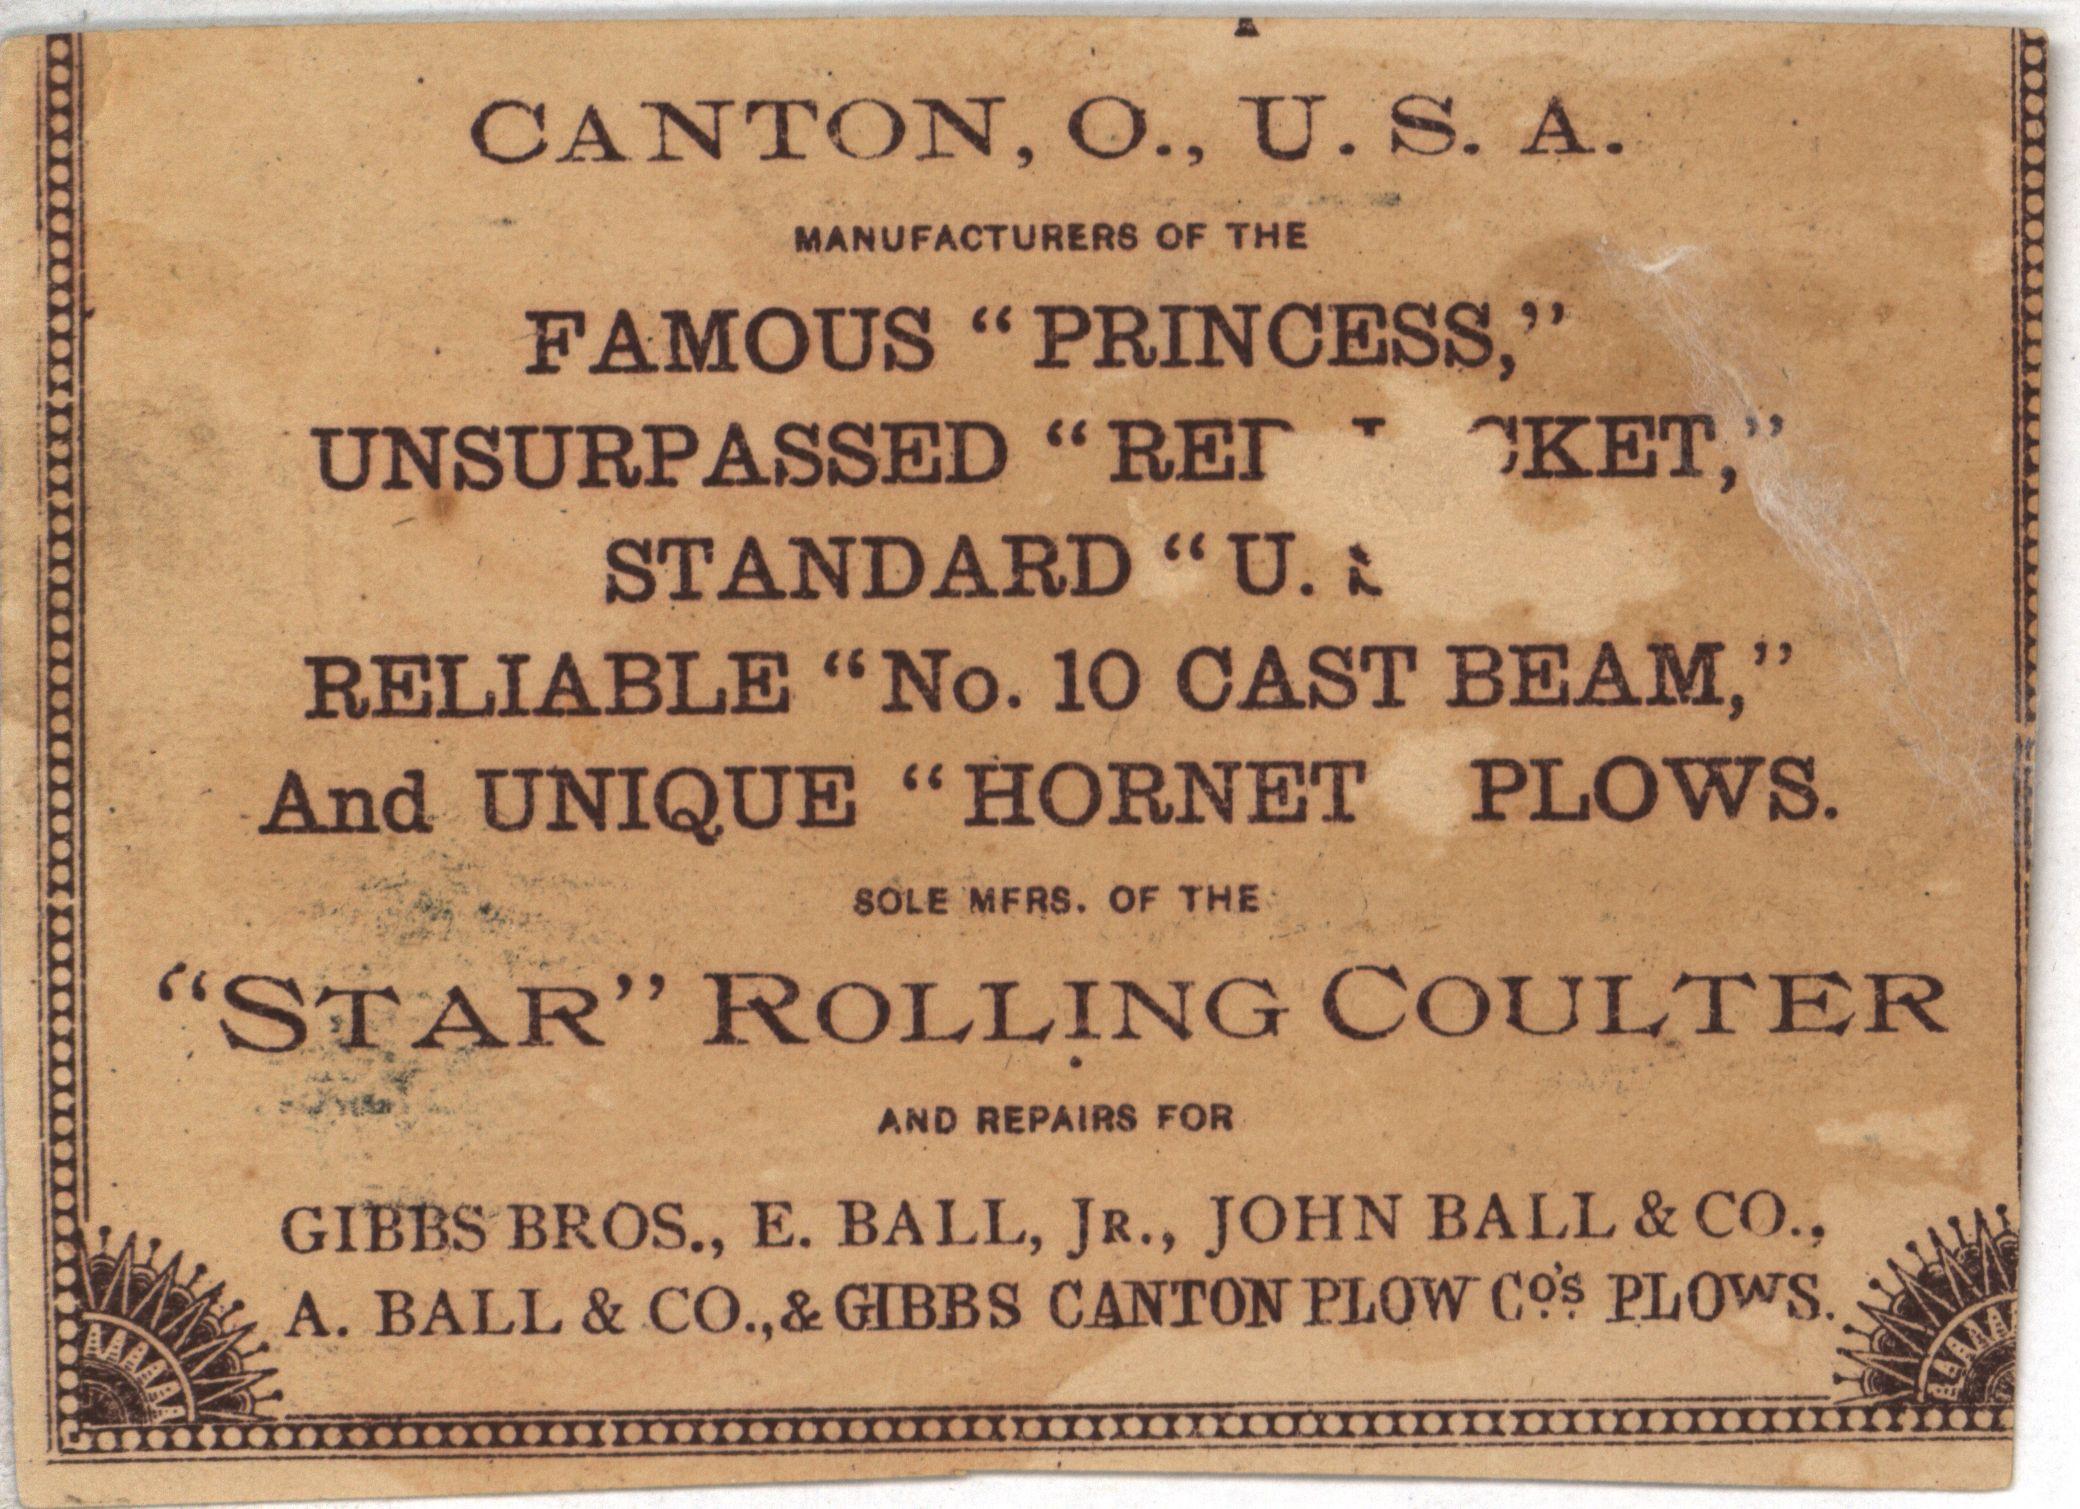 CANTON, O., U. S. A.
MANUFACTURERS OF THE
FAMOUS "PRINCESS,"
UNSURPASSED "RED JACKET,"
STANDARD "U. S
RELIABLE "No. 10 CAST BEAM,"
And UNIQUE "HORNET PLOWS.
SOLE MFRS. OF THE
"STAR" ROLLING COULTER
AND REPAIRS FOR
GIBBS BROS., E. BALL, JR., JOHN BALL & CO.,
A. BALL & CO., & GIBBS CANTON PLOW CO'S PLOWS.